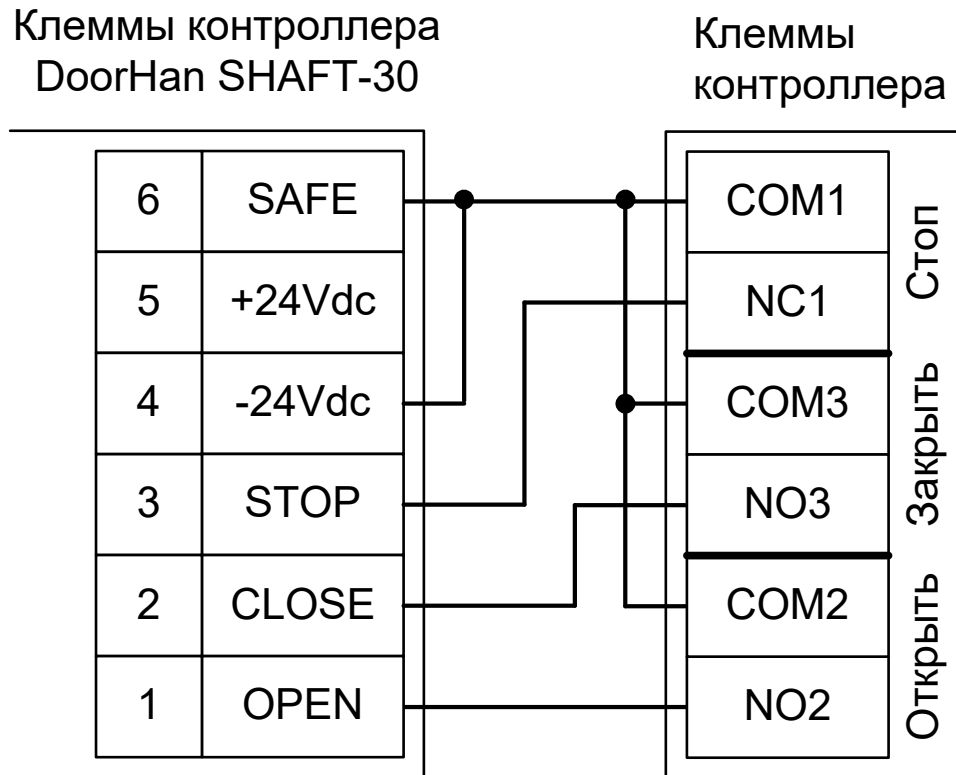 Клеммы контроллера
DoorHan SHAFT-30
6 SAFE
5 +24Vdc
4 -24Vdc
3 STOP
2 CLOSE
1 OPEN
Клеммы
контроллера
COM1
NC1
COM3
NO3
COM2
NO2
Стоп
Закрыть
Открыть